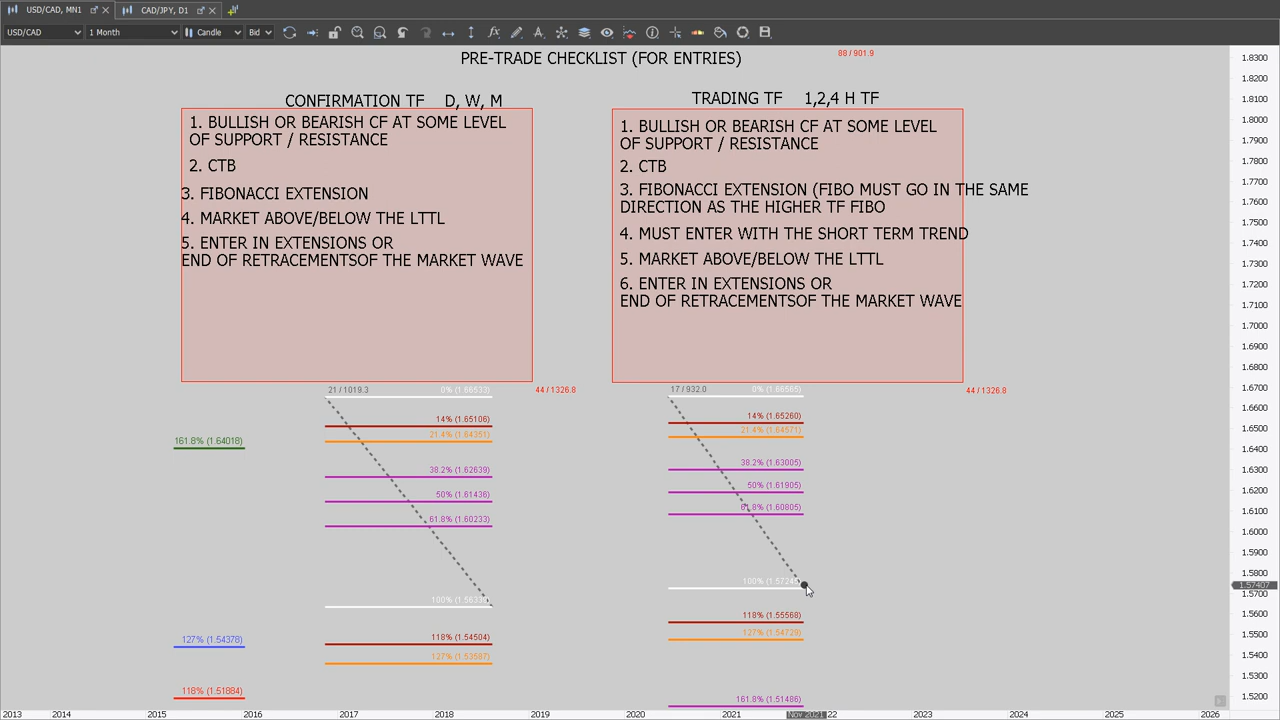 USD/CAD, MN1
CAD/JPY, D1
USD/CAD
1 Month
Candle
Bid
PRE-TRADE CHECKLIST (FOR ENTRIES)
88 / 901.9
CONFIRMATION TF D, W, M
1. BULLISH OR BEARISH CF AT SOME LEVEL
OF SUPPORT / RESISTANCE
2. CTB
3. FIBONACCI EXTENSION
4. MARKET ABOVE/BELOW THE LTTL
5. ENTER IN EXTENSIONS OR
END OF RETRACEMENTSOF THE MARKET WAVE
44 / 1326.8
TRADING TF 1,2,4 H TF
1. BULLISH OR BEARISH CF AT SOME LEVEL
OF SUPPORT / RESISTANCE
2. CTB
3. FIBONACCI EXTENSION (FIBO MUST GO IN THE SAME
DIRECTION AS THE HIGHER TF FIBO
4. MUST ENTER WITH THE SHORT TERM TREND
5. MARKET ABOVE/BELOW THE LTTL
6. ENTER IN EXTENSIONS OR
END OF RETRACEMENTSOF THE MARKET WAVE
44 / 1326.8
161.8% (1.64018)
127% (1.54378)
118% (1.51884)
21 / 1019.3
0% (1.66633)
14% (1.65106)
21.4% (1.64351)
38.2% (1.62639)
50% (1.61436)
61.8% (1.60233)
100%
118% (1.54504)
127% (1.53587)
17 / 932.0
0% (1.66565)
14% (1.65260)
21.4% (1.64571)
38.2% (1.63005)
50% (1.61905)
61.8% (1.60805)
100%
118% (1.55568)
127% (1.54729)
161.8% (1.51486)
1.8300
1.8200
1.8100
1.8000
1.7900
1.7800
1.7700
1.7600
1.7500
1.7400
1.7300
1.7200
1.7100
1.7000
1.6900
1.6800
1.6700
1.6600
1.6500
1.6400
1.6300
1.6200
1.6100
1.6000
1.5900
1.5800
1.57407
1.5700
1.5600
1.5500
1.5400
1.5300
1.5200
2013 2014 2015 2016 2017 2018 2019 2020 2021 Nov 2021 22 2023 2024 2025 2026